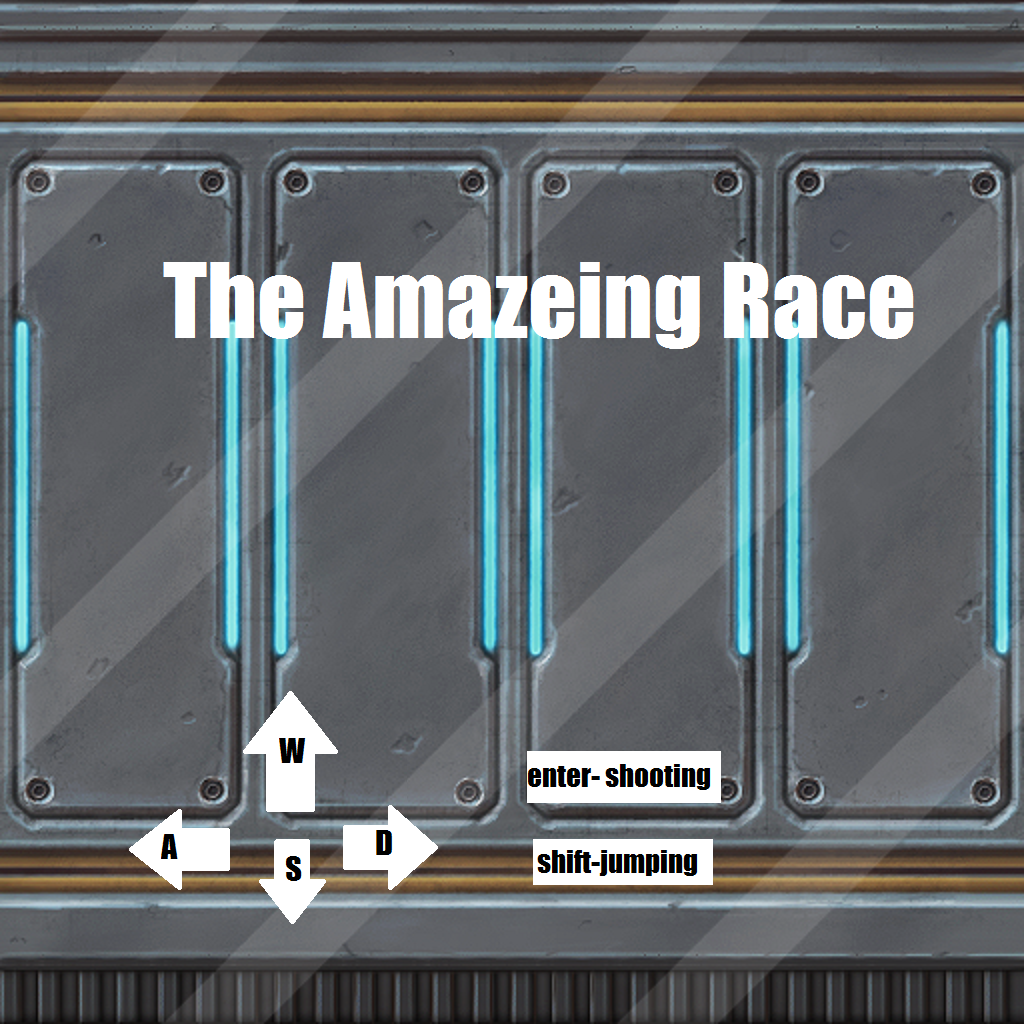 The Amazeing Race
W
A
S
D
enter- shooting
shift-jumping